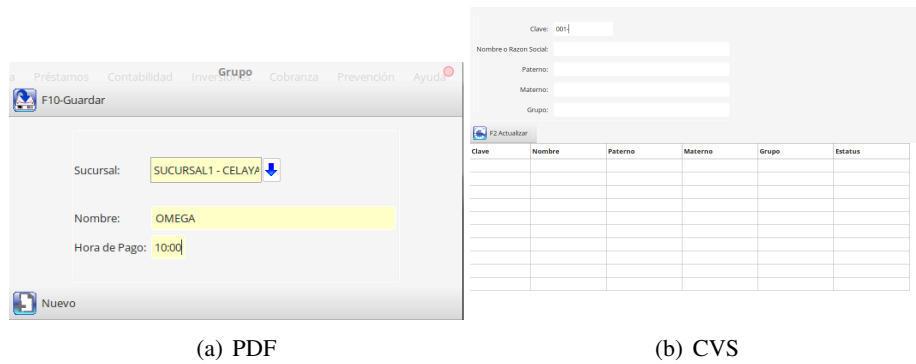 Grupo
a Préstamos Contabilidad Inversiones Cobranza Prevención Ayuda
F10-Guardar
Sucursal: SUCURSAL1 - CELAYA
Nombre: OMEGA
Hora de Pago: 10:00
Nuevo
(a) PDF
Clave: 001-
Nombre o Razon Social:
Paterno:
Materno:
Grupo:
F2 Actualizar
Clave Nombre Paterno Materno Grupo Estatus
(b) CVS